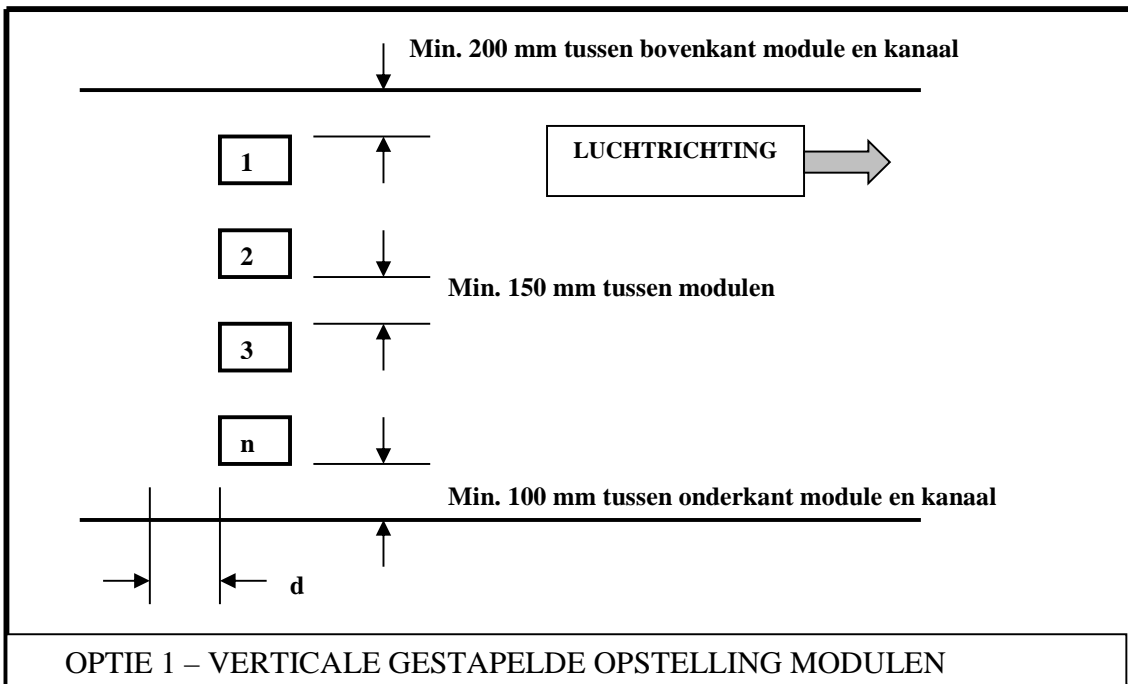 Min. 200 mm tussen bovenkant module en kanaal
1
LUCHTRICHTING
2
Min. 150 mm tussen modulen
3
n
Min. 100 mm tussen onderkant module en kanaal
d
OPTIE 1 – VERTICALE GESTAPELDE OPSTELLING MODULEN